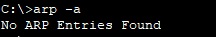 C:\>arp -a
No ARP Entries Found